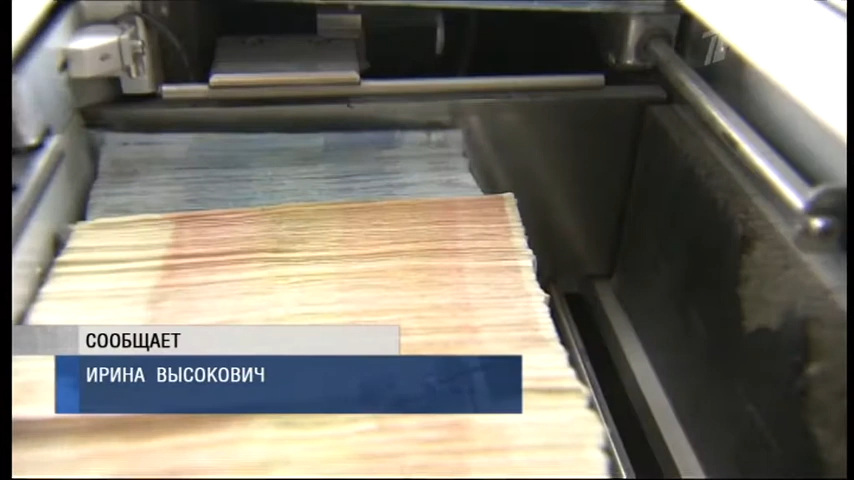 СООБЩАЕТ
ИРИНА ВЫСОКОВИЧ